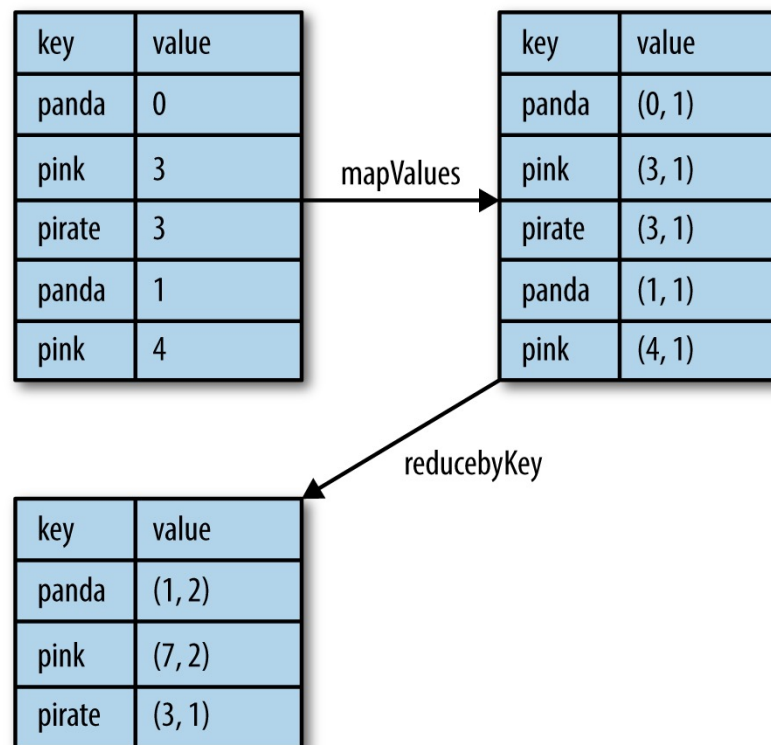 key value
panda 0
pink 3
pirate 3
panda 1
pink 4
mapValues
key value
panda (0, 1)
pink (3, 1)
pirate (3, 1)
panda (1, 1)
pink (4, 1)
reducebyKey
key value
panda (1, 2)
pink (7, 2)
pirate (3, 1)